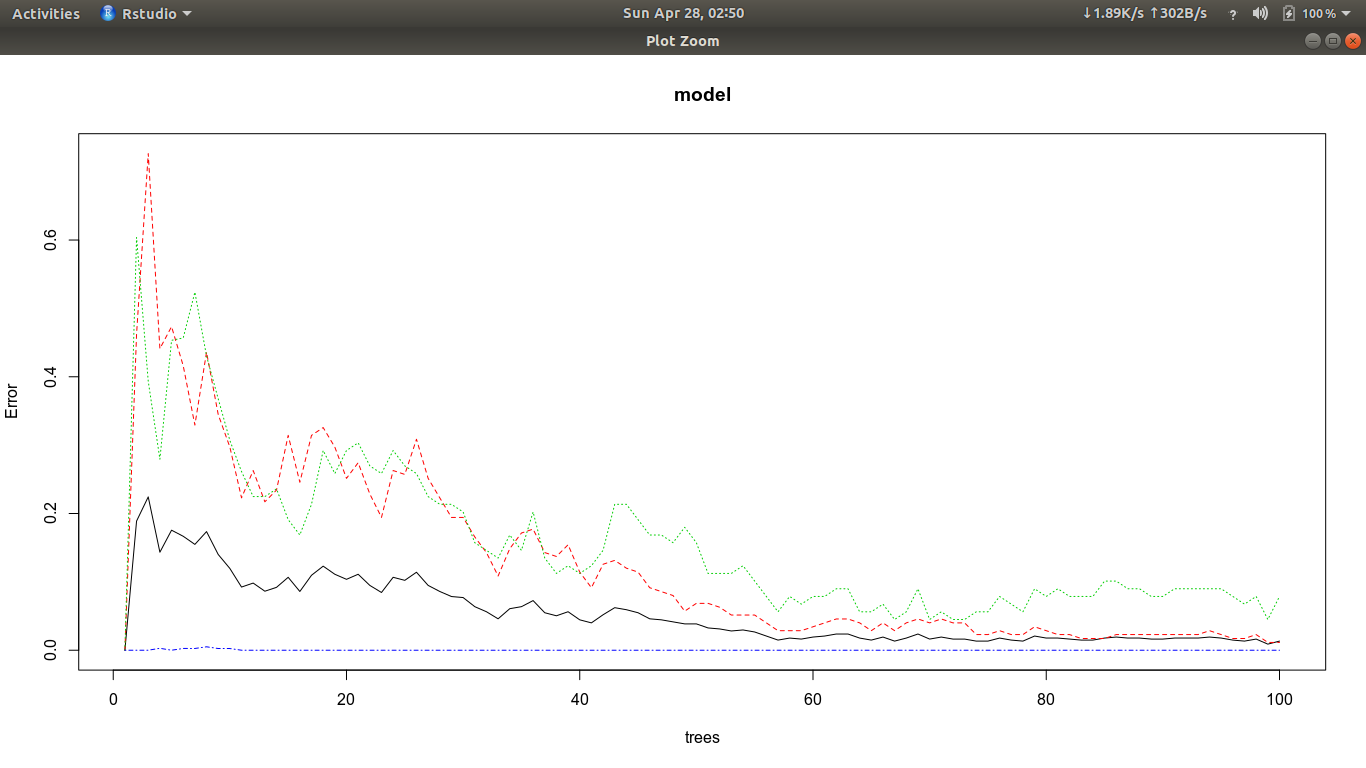 Activities Rstudio Sun Apr 28, 02:50 ↓1.89K/s ↑302B/s ? 100 %
Plot Zoom
model
Error
0.6
0.4
0.2
0.0
0 20 40 60 80 100
trees